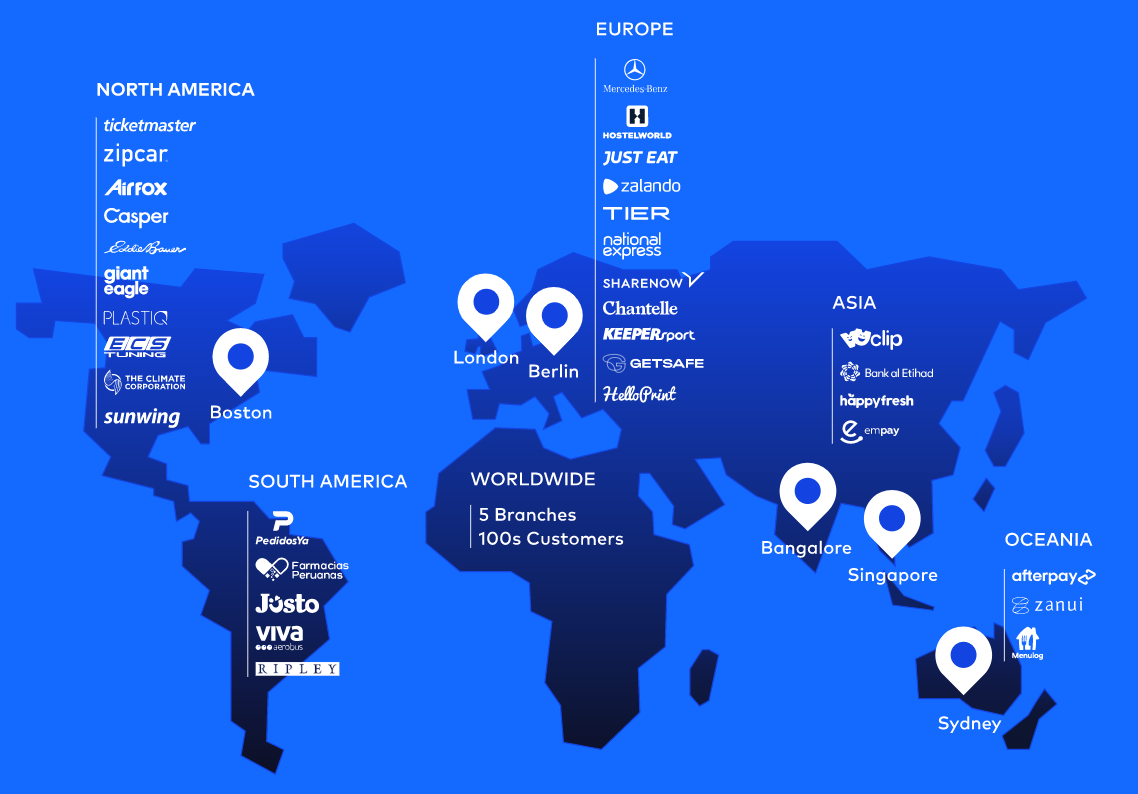 EUROPE
Mercedes-Benz
H
HOSTELWORLD
JUST EAT
zalando
TIER
national
express
SHARENOW
Chantelle
KEEPERsport
GETSAFE
HelloPrint
NORTH AMERICA
ticketmaster
zipcar
Airfox
Casper
Eddie Bauer
giant
eagle
PLASTIQ
ECS
TUNING
THE CLIMATE
CORPORATION
sunwing
Boston
London
Berlin
ASIA
clip
Bank al Etihad
happyfresh
empay
SOUTH AMERICA
PedidosYa
Farmacias
Peruanas
Justo
viva
aerobus
RIPLEY
WORLDWIDE
5 Branches
100s Customers
Bangalore
Singapore
OCEANIA
afterpay
zanui
Menulog
Sydney